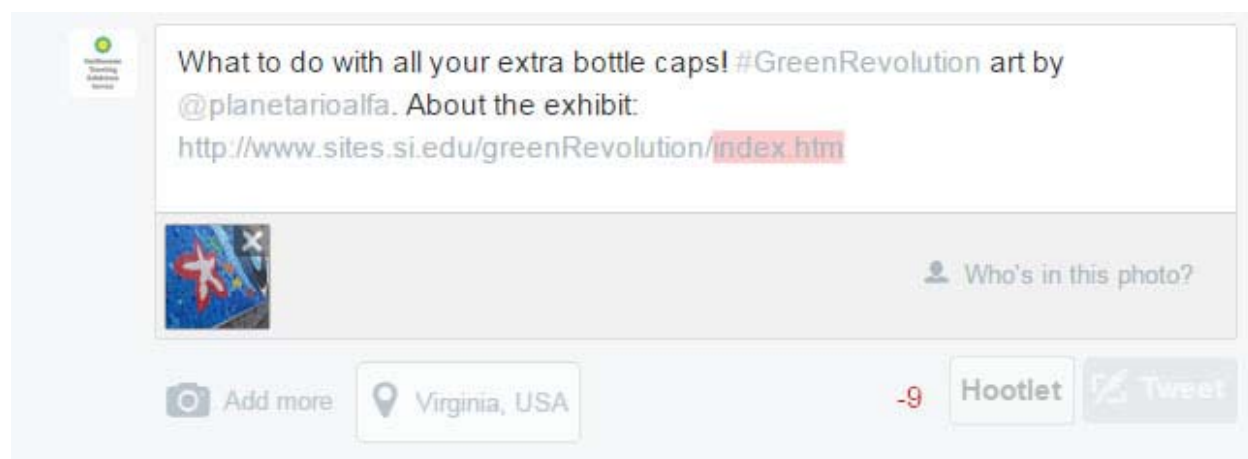 What to do with all your extra bottle caps! #GreenRevolution art by
@planetarioalfa. About the exhibit:
http://www.sites.si.edu/greenRevolution/index.htm
Who's in this photo?
Add more
Virginia, USA
-9
Hootlet
Tweet